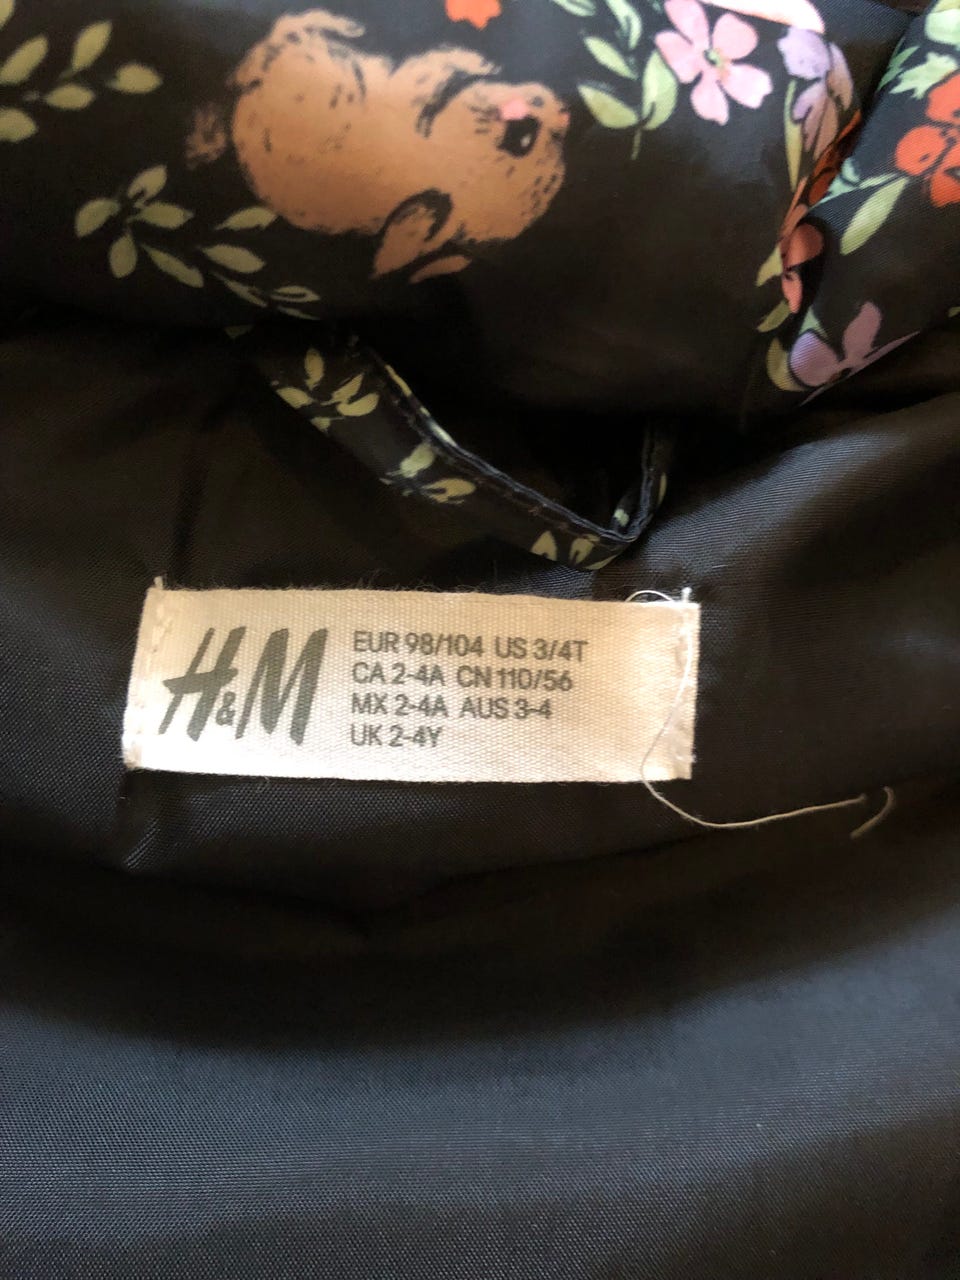 H&M
EUR 98/104 US 3/4T
CA 2-4A CN 110/56
MX 2-4A AUS 3-4
UK 2-4Y